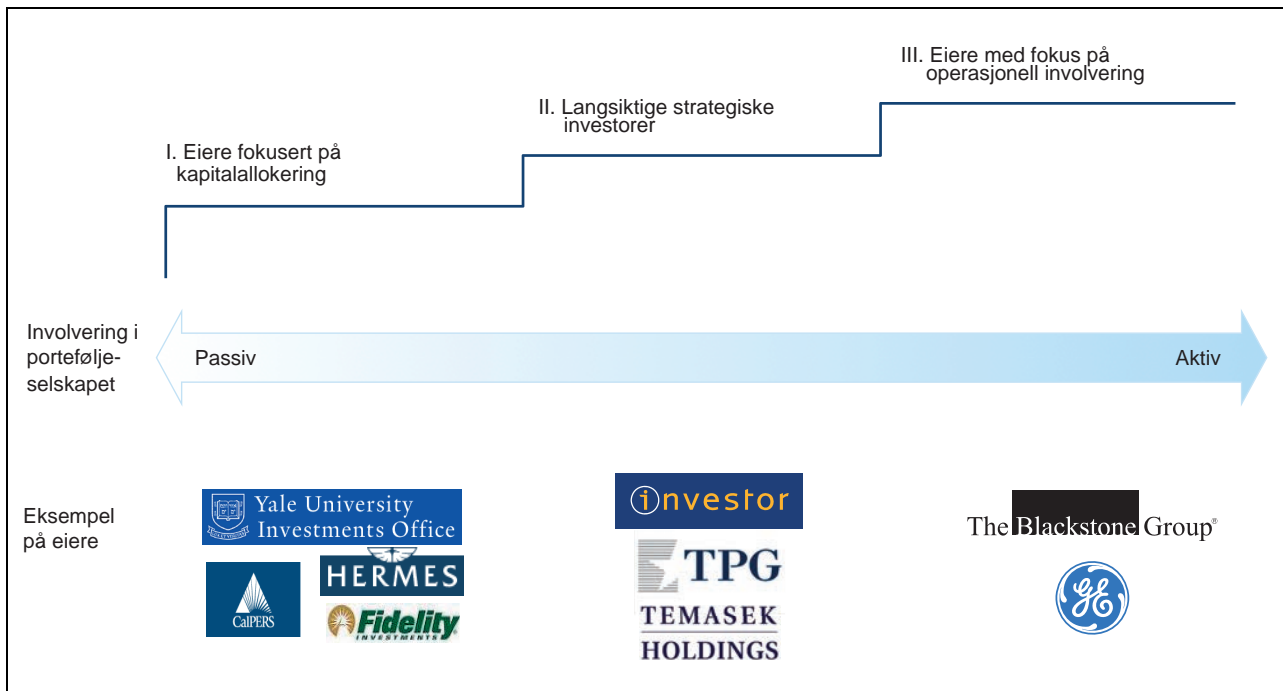 III. Eiere med fokus på
operasjonell involvering
II. Langsiktige strategiske
investorer
I. Eiere fokusert på
kapitalallokering
Involvering i
portefølje-
selskapet
Passiv
Aktiv
Eksempel
på eiere
Yale University
Investments Office
CalPERS
HERMES
Fidelity
INVESTMENTS®
investor
TPG
TEMASEK
HOLDINGS
The Blackstone Group®
GE